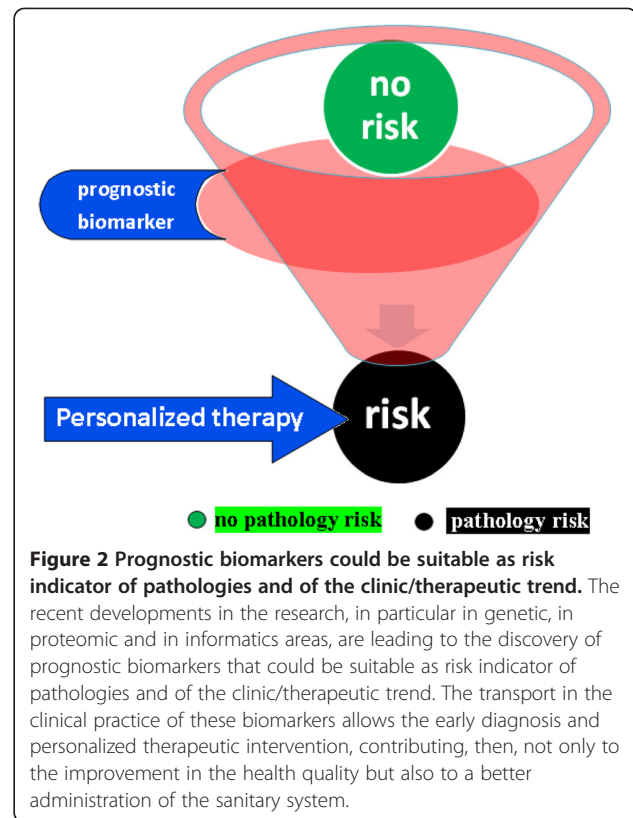 no
risk
prognostic
biomarker
Personalized therapy
risk
no pathology risk
pathology risk
Figure 2 Prognostic biomarkers could be suitable as risk
indicator of pathologies and of the clinic/therapeutic trend. The
recent developments in the research, in particular in genetic, in
proteomic and in informatics areas, are leading to the discovery of
prognostic biomarkers that could be suitable as risk indicator of
pathologies and of the clinic/therapeutic trend. The transport in the
clinical practice of these biomarkers allows the early diagnosis and
personalized therapeutic intervention, contributing, then, not only to
the improvement in the health quality but also to a better
administration of the sanitary system.